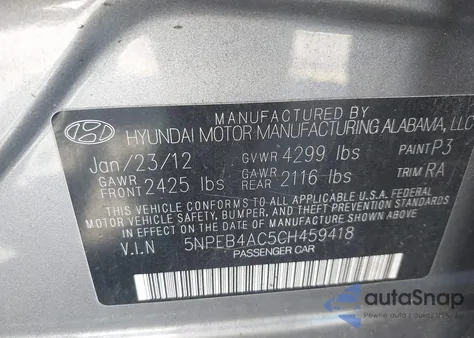 MANUFACTURED BY
HYUNDAI MOTOR MANUFACTURING ALABAMA, LLC
Jan/23/12 GVWR 4299 lbs PAINT P3
GAWR FRONT 2425 lbs GAWR REAR 2116 lbs TRIM RA
THIS VEHICLE CONFORMS TO ALL APPLICABLE U.S.A. FEDERAL
MOTOR VEHICLE SAFETY, BUMPER, AND THEFT PREVENTION STANDARDS
IN EFFECT ON THE DATE OF MANUFACTURE SHOWN ABOVE.
V.I.N 5NPEB4AC5CH459418
PASSENGER CAR
autoSnap